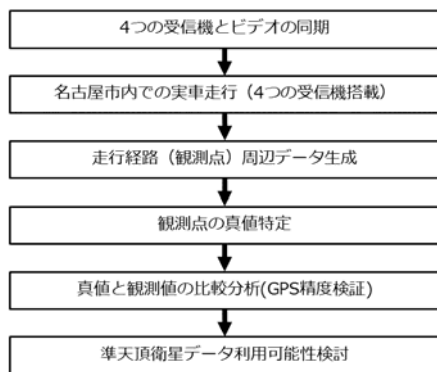 4つの受信機とビデオの同期
名古屋市内での実車走行（4つの受信機搭載）
走行経路（観測点）周辺データ生成
観測点の真値特定
真値と観測値の比較分析(GPS精度検証)
準天頂衛星データ利用可能性検討